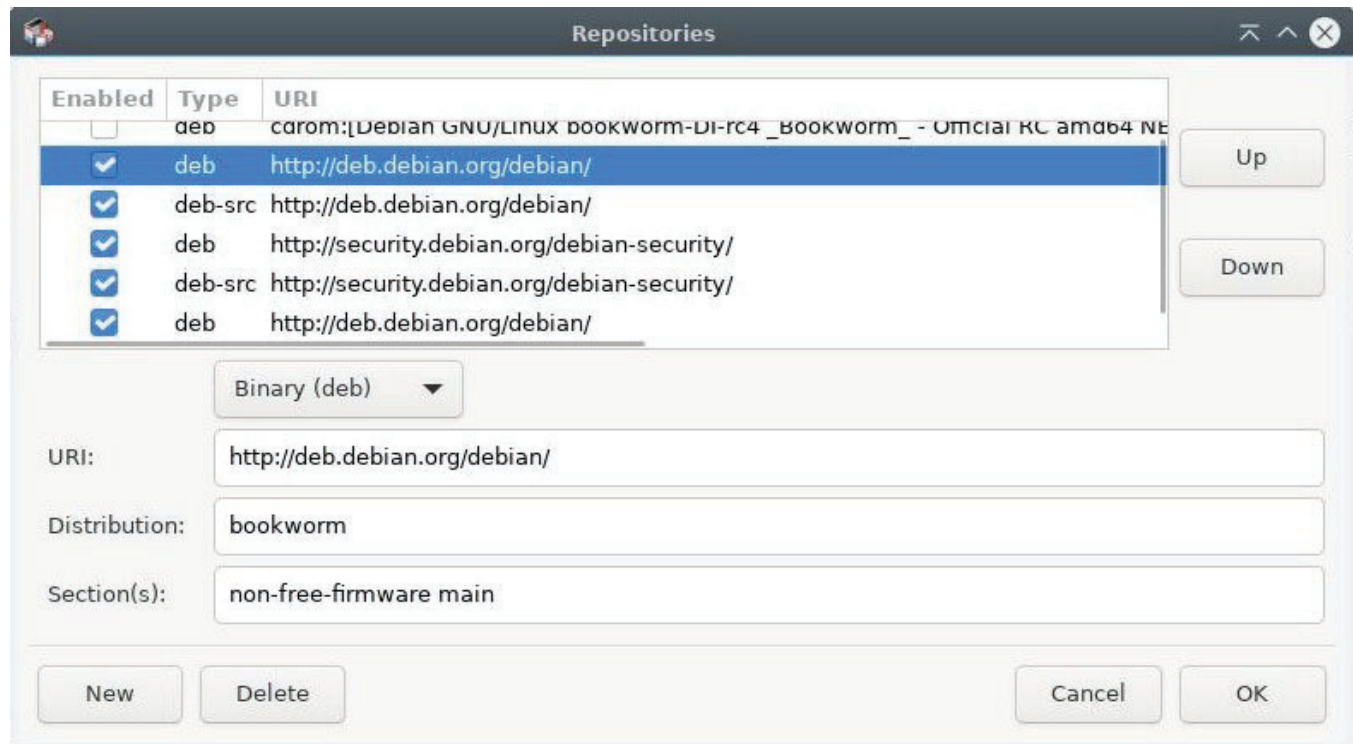 Repositories
Enabled Type URI
deb cdrom:[Debian GNU/Linux bookworm-DI-rc4 _Bookworm_ - Official RC amd64 NE
deb http://deb.debian.org/debian/
deb-src http://deb.debian.org/debian/
deb http://security.debian.org/debian-security/
deb-src http://security.debian.org/debian-security/
deb http://deb.debian.org/debian/
Up
Down
Binary (deb)
URI: http://deb.debian.org/debian/
Distribution: bookworm
Section(s): non-free-firmware main
New Delete Cancel OK